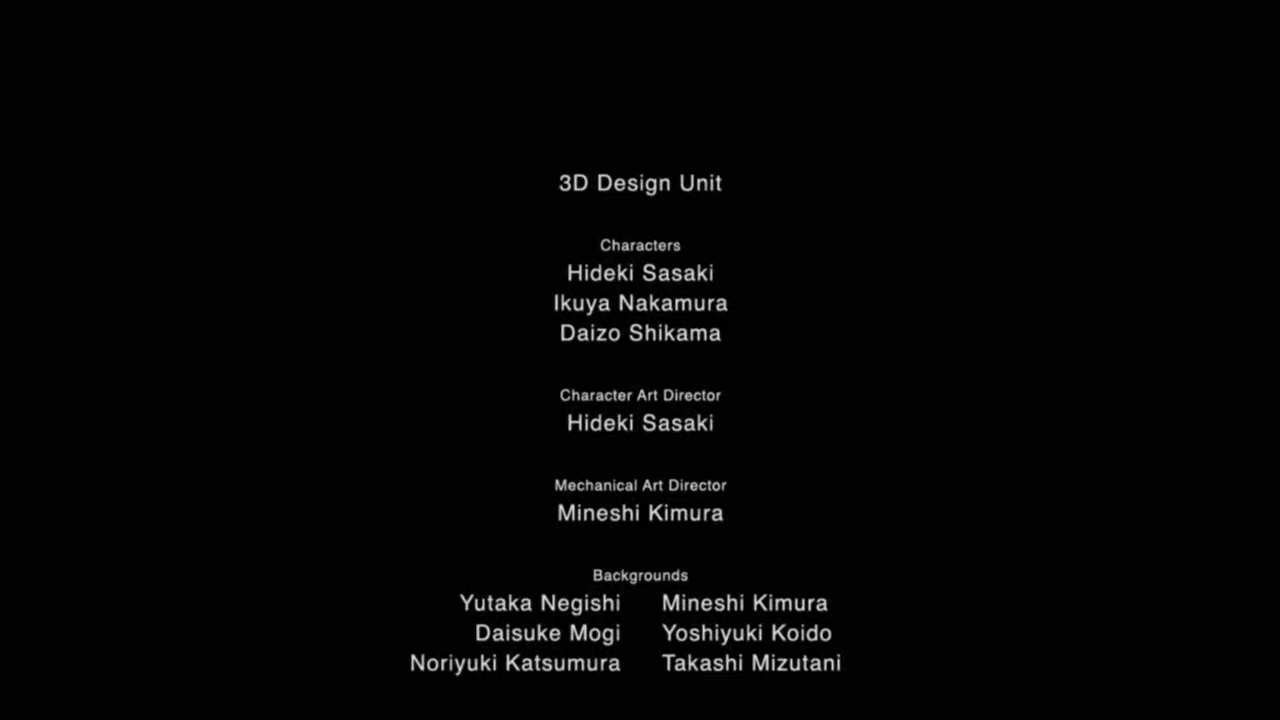 3D Design Unit
Characters
Hideki Sasaki
Ikuya Nakamura
Daizo Shikama
Character Art Director
Hideki Sasaki
Mechanical Art Director
Mineshi Kimura
Backgrounds
Yutaka Negishi Mineshi Kimura
Daisuke Mogi Yoshiyuki Koido
Noriyuki Katsumura Takashi Mizutani